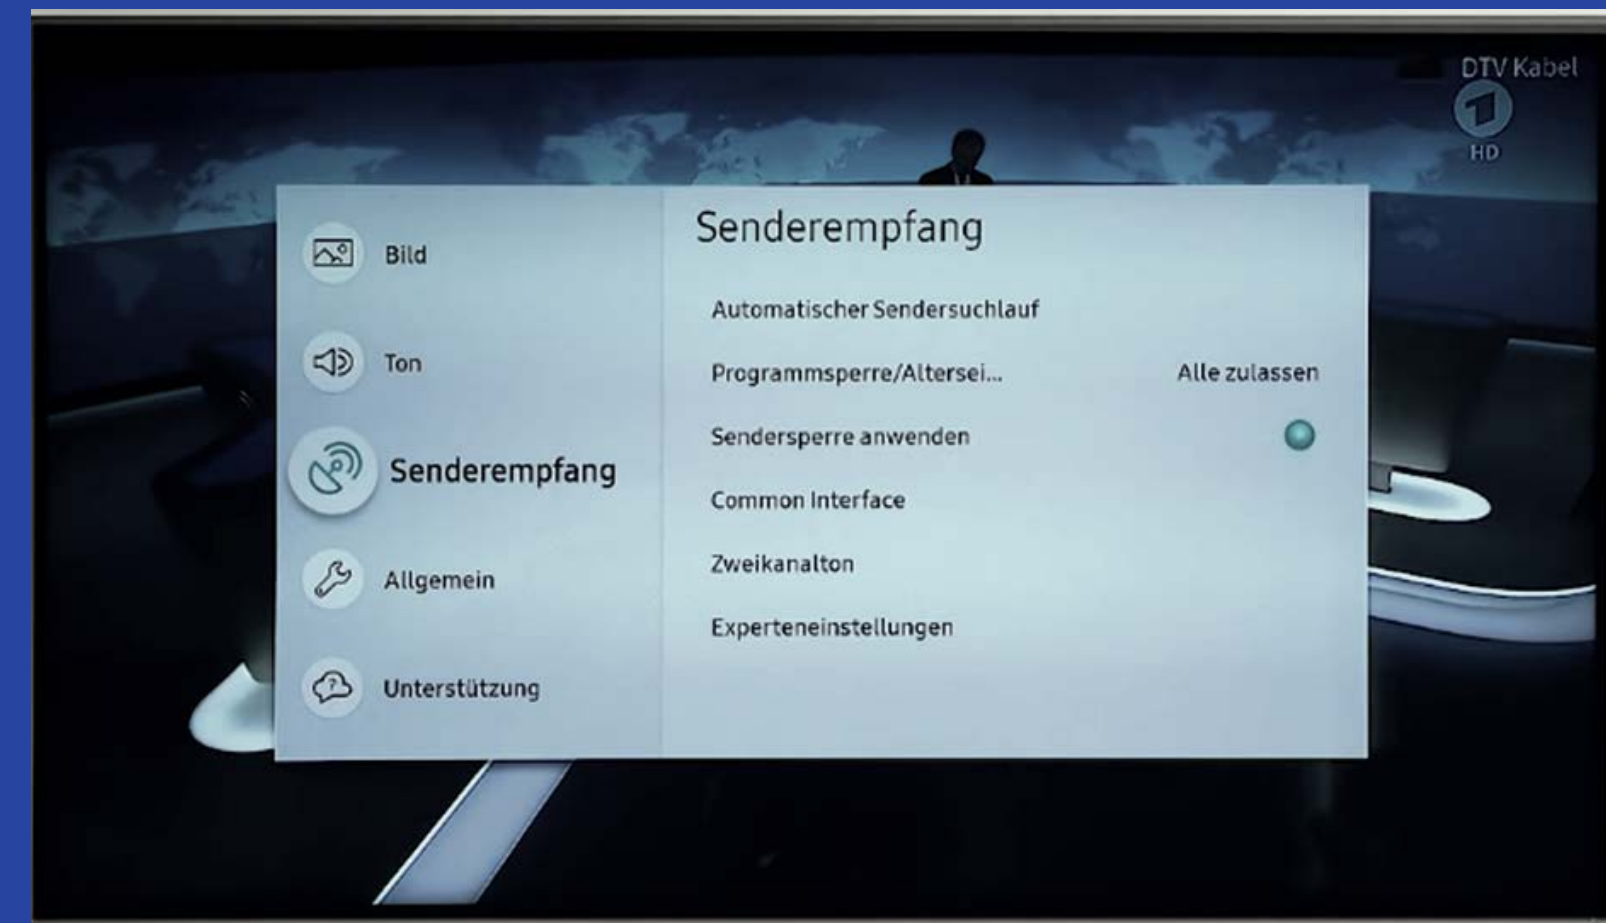 DTV Kabel
1
HD
Senderempfang
Bild
Automatischer Sendersuchlauf
Ton
Programmsperre/Altersei... Alle zulassen
Sendersperre anwenden
Senderempfang
Common Interface
Zweikanalton
Allgemein
Experteneinstellungen
Unterstützung